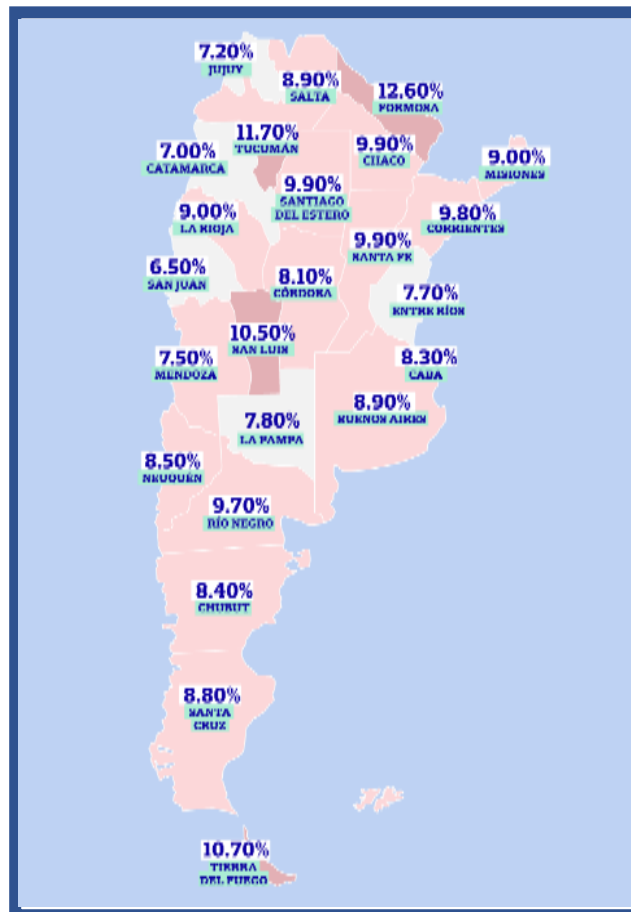 7.20%
JUJUY
8.90%
SALTA
12.60%
FORMOSA
11.70%
TUCUMÁN
9.90%
CHACO
7.00%
CATAMARCA
9.00%
MISIONES
9.90%
SANTIAGO
DEL ESTERO
9.00%
LA RIOJA
9.80%
CORRIENTES
9.90%
SANTA FE
6.50%
SAN JUAN
8.10%
CÓRDOBA
7.70%
ENTRE RÍOS
10.50%
SAN LUIS
7.50%
MENDOZA
8.30%
CABA
8.90%
BUENOS AIRES
7.80%
LA PAMPA
8.50%
NEUQUÉN
9.70%
RÍO NEGRO
8.40%
CHUBUT
8.80%
SANTA
CRUZ
10.70%
TIERRA
DEL FUEGO